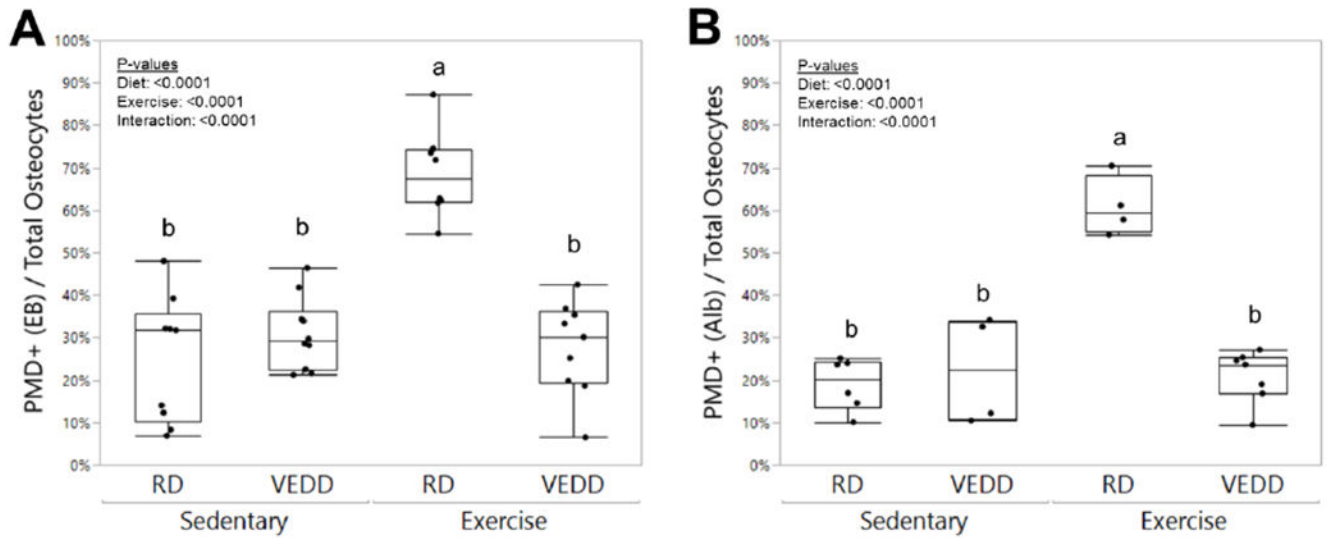 A
PMD+ (EB) / Total Osteocytes
100%
90%
80%
70%
60%
50%
40%
30%
20%
10%
0%
P-values
Diet: <0.0001
Exercise: <0.0001
Interaction: <0.0001
b
b
a
b
RD VEDD RD VEDD
Sedentary Exercise
B
PMD+ (Alb) / Total Osteocytes
100%
90%
80%
70%
60%
50%
40%
30%
20%
10%
0%
P-values
Diet: <0.0001
Exercise: <0.0001
Interaction: <0.0001
b
b
a
b
RD VEDD RD VEDD
Sedentary Exercise